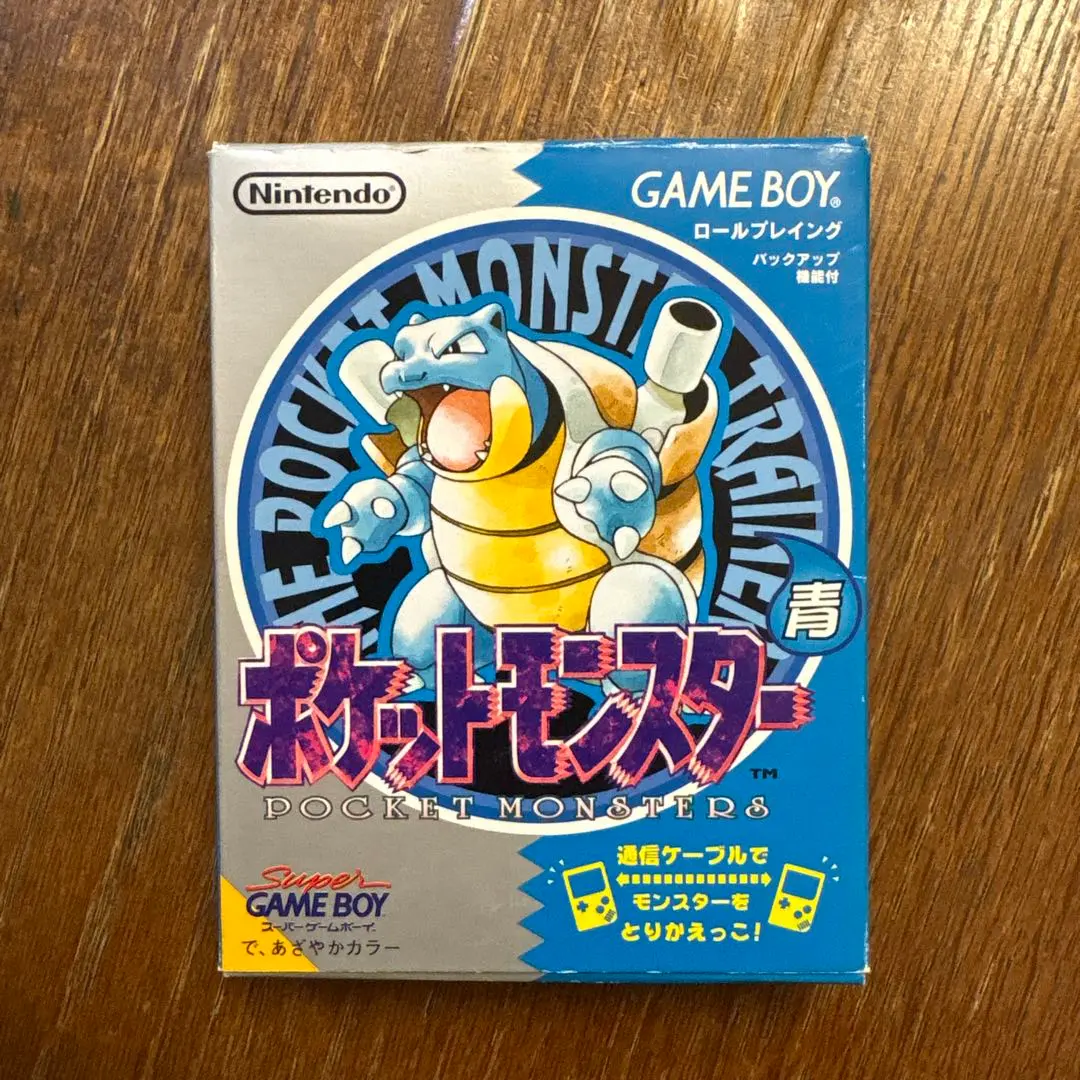 Nintendo®
GAME BOY®
ロールプレイング
バックアップ
機能付
青
ポケットモンスター
TM
POCKET MONSTERS
Super
GAME BOY
スーパーゲームボーイ
で、あざやかカラー
通信ケーブルで
モンスターを
とりかえっこ!